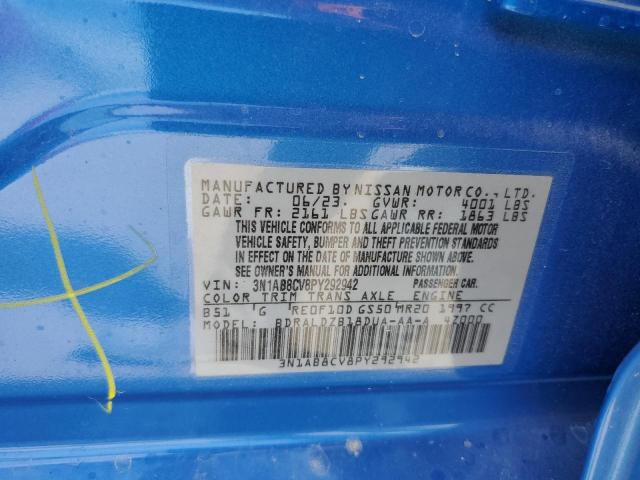 MANUFACTURED BY NISSAN MOTOR CO., LTD.
DATE: 06/23. GVWR: 4001 LBS
GAWR FR: 2161 LBS GAWR RR: 1863 LBS
THIS VEHICLE CONFORMS TO ALL APPLICABLE FEDERAL MOTOR
VEHICLE SAFETY, BUMPER AND THEFT PREVENTION STANDARDS
IN EFFECT ON THE DATE OF MANUFACTURE SHOWN ABOVE.
SEE OWNER'S MANUAL FOR ADDITIONAL INFORMATION.
VIN: 3N1AB8CV8PY292942 PASSENGER CAR.
COLOR TRIM TRANS AXLE ENGINE
B51 G RE0F10D GS50 MR20 1997 CC
MODEL: BDRALDZB18DUA-AA-A 4Z000
3N1AB8CV8PY292942